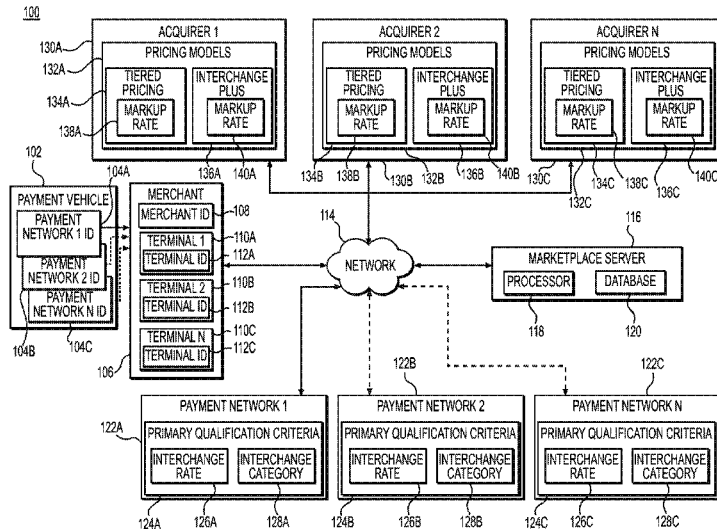 100
130A
ACQUIRER 1
PRICING MODELS
132A
TIERED
PRICING
MARKUP
RATE
134A
138A
INTERCHANGE
PLUS
MARKUP
RATE
136A
140A
ACQUIRER 2
PRICING MODELS
TIERED
PRICING
MARKUP
RATE
INTERCHANGE
PLUS
MARKUP
RATE
134B
138B
132B
130B
136B
140B
ACQUIRER N
PRICING MODELS
TIERED
PRICING
MARKUP
RATE
INTERCHANGE
PLUS
MARKUP
RATE
130C
132C
134C
138C
136C
140C
102
104A
PAYMENT VEHICLE
PAYMENT
NETWORK 1 ID
PAYMENT
NETWORK 2 ID
PAYMENT
NETWORK N ID
104B
104C
MERCHANT
MERCHANT ID
108
TERMINAL 1
110A
TERMINAL ID
112A
TERMINAL 2
110B
TERMINAL ID
112B
TERMINAL N
110C
TERMINAL ID
112C
106
114
NETWORK
116
MARKETPLACE SERVER
PROCESSOR
DATABASE
118
120
122A
PAYMENT NETWORK 1
PRIMARY QUALIFICATION CRITERIA
INTERCHANGE
RATE
INTERCHANGE
CATEGORY
124A
126A
128A
122B
PAYMENT NETWORK 2
PRIMARY QUALIFICATION CRITERIA
INTERCHANGE
RATE
INTERCHANGE
CATEGORY
124B
126B
128B
122C
PAYMENT NETWORK N
PRIMARY QUALIFICATION CRITERIA
INTERCHANGE
RATE
INTERCHANGE
CATEGORY
124C
126C
128C